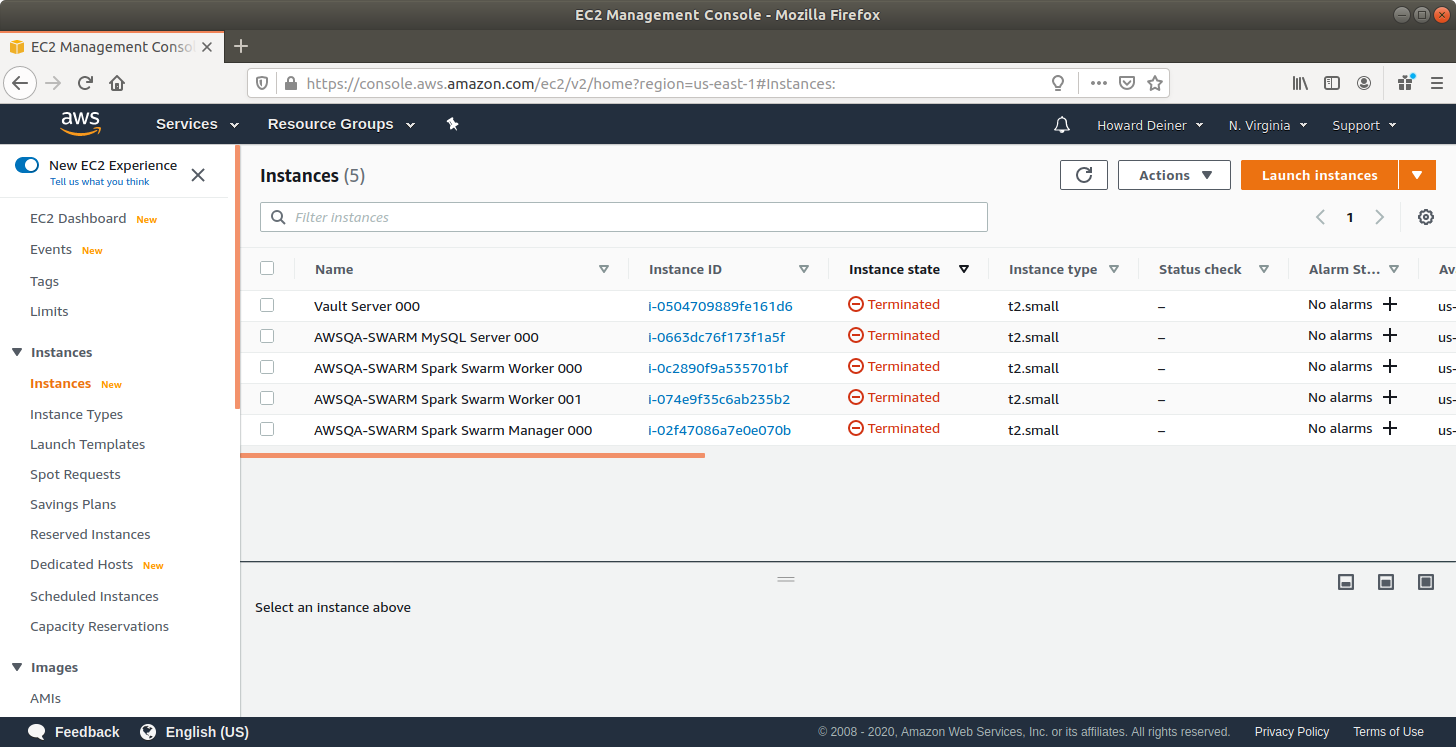 EC2 Management Console - Mozilla Firefox
EC2 Management Conso
https://console.aws.amazon.com/ec2/v2/home?region=us-east-1#Instances:
aws Services Resource Groups Howard Deiner N. Virginia Support
New EC2 Experience
Tell us what you think
EC2 Dashboard New
Events New
Tags
Limits
Instances
Instances New
Instance Types
Launch Templates
Spot Requests
Savings Plans
Reserved Instances
Dedicated Hosts New
Scheduled Instances
Capacity Reservations
Images
AMIs
Instances (5) Actions Launch instances
Filter instances 1
Name Instance ID Instance state Instance type Status check Alarm St... Av
Vault Server 000 i-0504709889fe161d6 Terminated t2.small – No alarms us-
AWSQA-SWARM MySQL Server 000 i-0663dc76f173f1a5f Terminated t2.small – No alarms us-
AWSQA-SWARM Spark Swarm Worker 000 i-0c2890f9a535701bf Terminated t2.small – No alarms us-
AWSQA-SWARM Spark Swarm Worker 001 i-074e9f35c6ab235b2 Terminated t2.small – No alarms us-
AWSQA-SWARM Spark Swarm Manager 000 i-02f47086a7e0e070b Terminated t2.small – No alarms us-
Select an instance above
Feedback English (US) © 2008 - 2020, Amazon Web Services, Inc. or its affiliates. All rights reserved. Privacy Policy Terms of Use